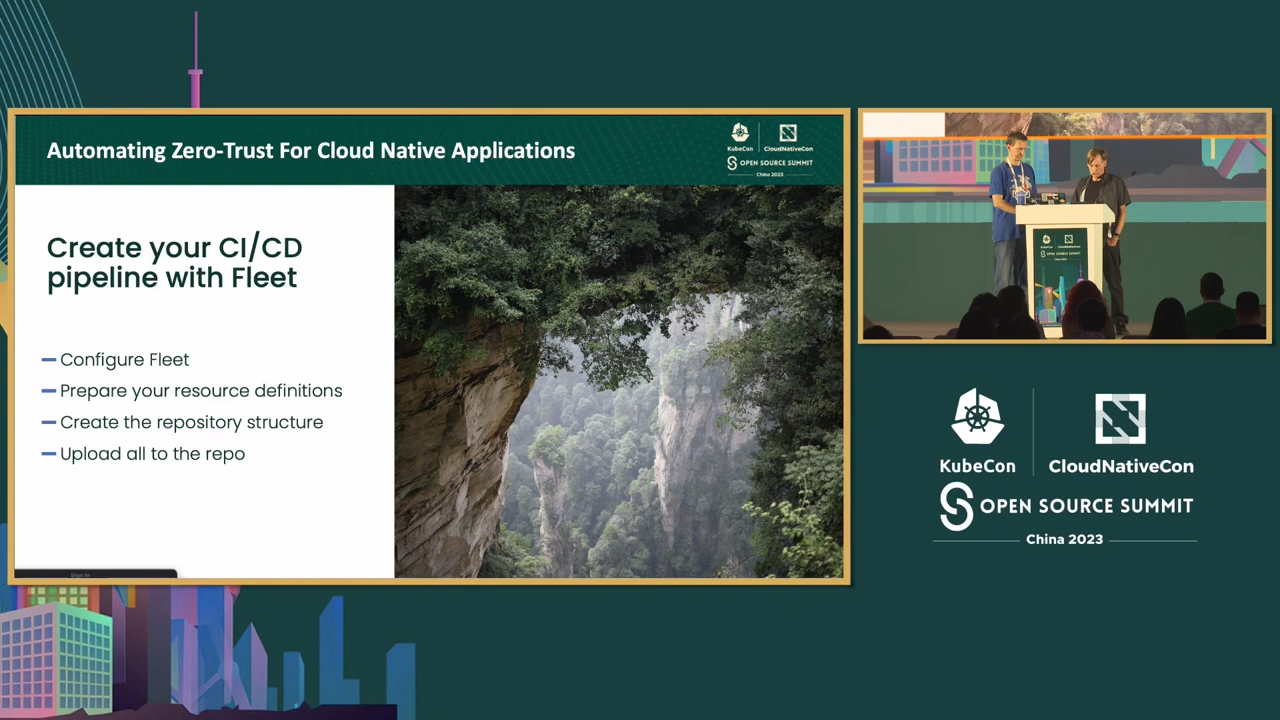 Automating Zero-Trust For Cloud Native Applications
KubeCon
CloudNativeCon
OPEN SOURCE SUMMIT
China 2023
Create your CI/CD
pipeline with Fleet
Configure Fleet
Prepare your resource definitions
Create the repository structure
Upload all to the repo
Sign in
KubeCon
CloudNativeCon
OPEN SOURCE SUMMIT
China 2023